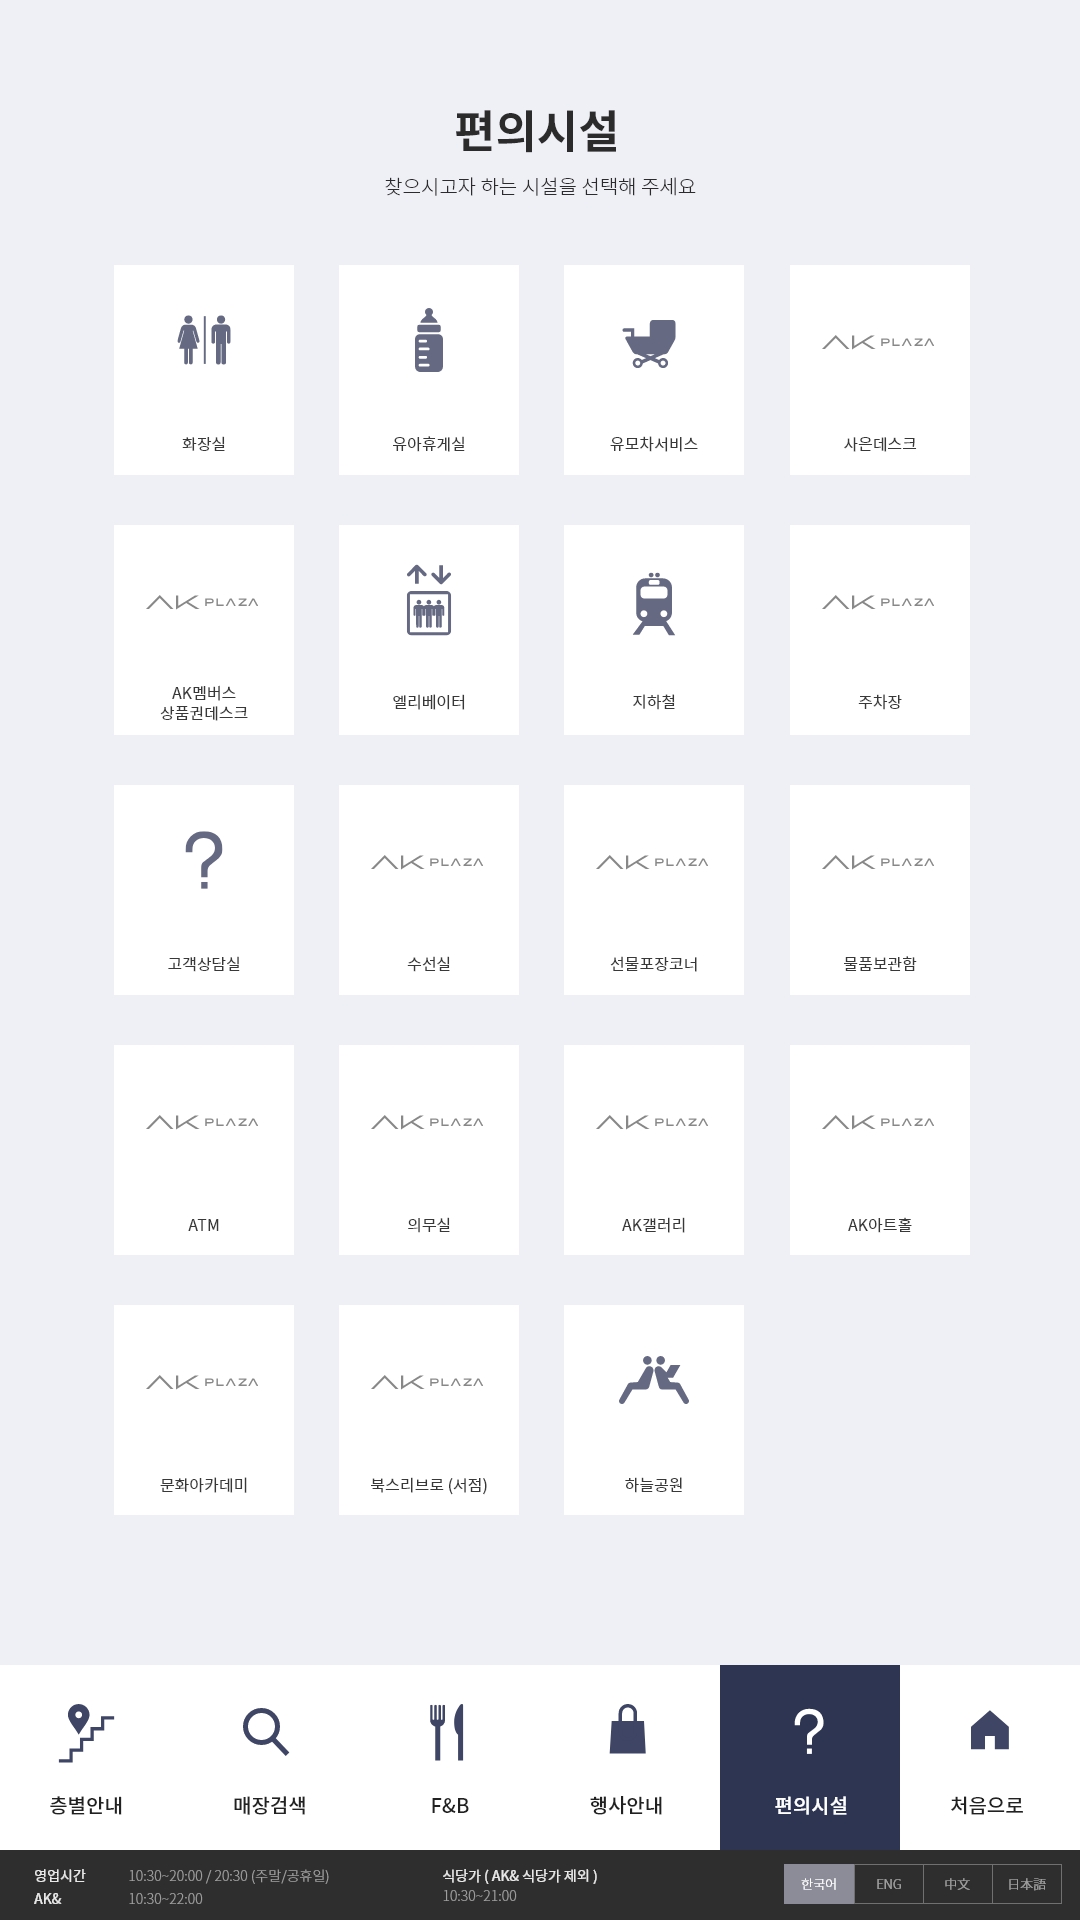 편의시설
찾으시고자 하는 시설을 선택해 주세요
화장실
유아휴게실
유모차서비스
AK PLAZA
사은데스크
AK PLAZA
AK멤버스
상품권데스크
엘리베이터
지하철
AK PLAZA
주차장
고객상담실
AK PLAZA
수선실
AK PLAZA
선물포장코너
AK PLAZA
물품보관함
AK PLAZA
ATM
AK PLAZA
의무실
AK PLAZA
AK갤러리
AK PLAZA
AK아트홀
AK PLAZA
문화아카데미
AK PLAZA
북스리브로 (서점)
하늘공원
층별안내
매장검색
F&B
행사안내
편의시설
처음으로
영업시간 10:30~20:00 / 20:30 (주말/공휴일)
AK& 10:30~22:00
식당가 ( AK& 식당가 제외 )
10:30~21:00
한국어 ENG 中文 日本語